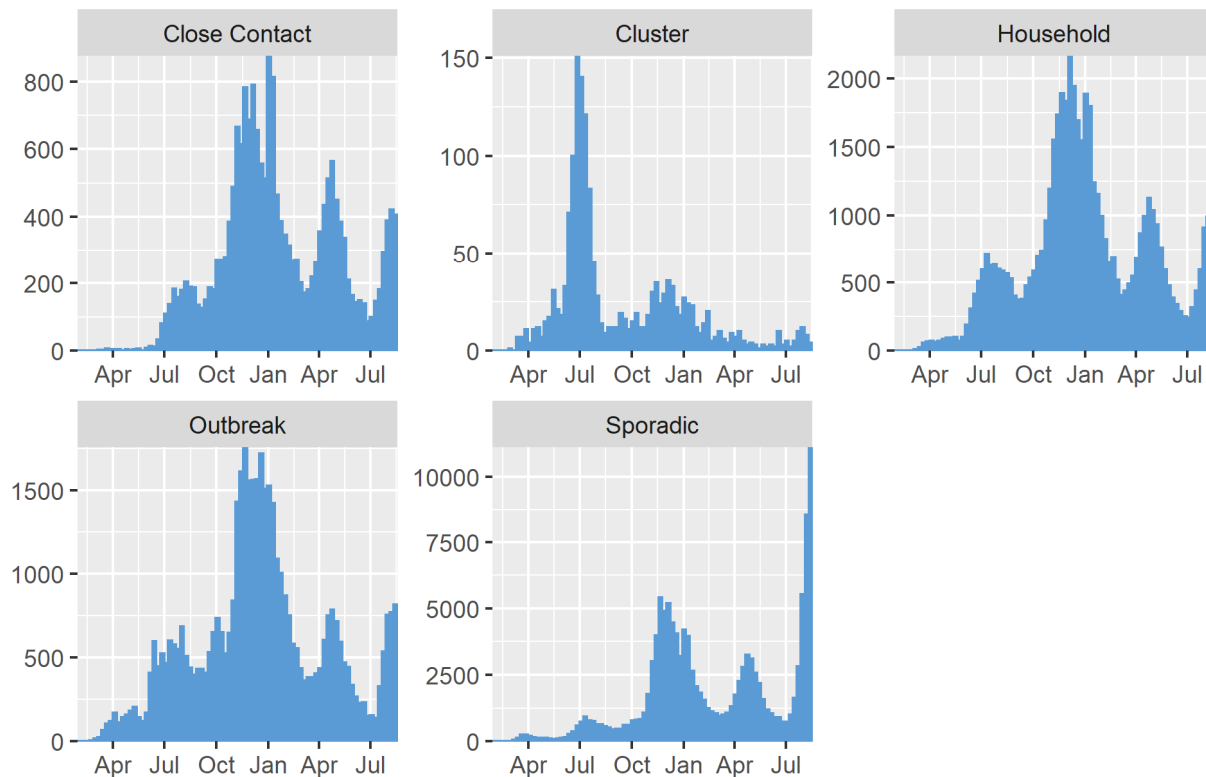 Close Contact
Cluster
Household
800
600
400
200
0
150
100
50
0
2000
1500
1000
500
0
Apr Jul Oct Jan Apr Jul
Apr Jul Oct Jan Apr Jul
Apr Jul Oct Jan Apr Jul
Outbreak
Sporadic
1500
1000
500
0
10000
7500
5000
2500
0
Apr Jul Oct Jan Apr Jul
Apr Jul Oct Jan Apr Jul